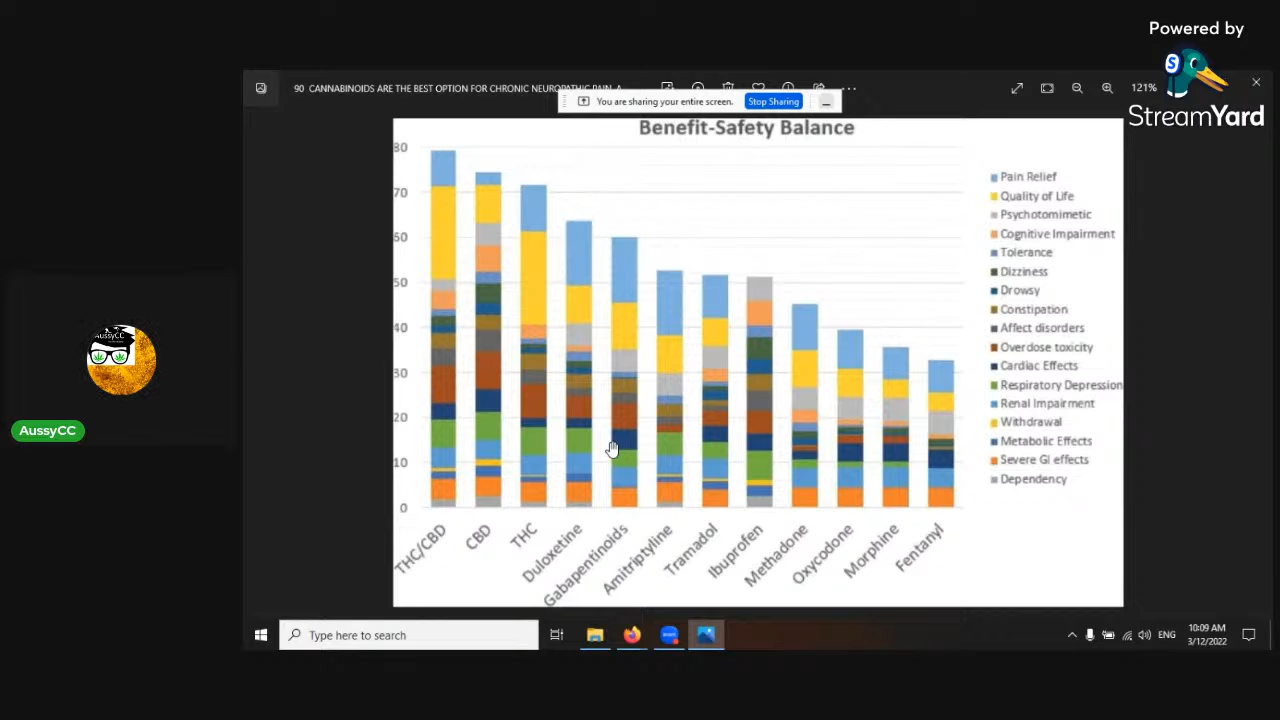 Powered by
StreamYard
90 CANNABINOIDS ARE THE BEST OPTION FOR CHRONIC NEUROPATHIC PAIN
121%
You are sharing your entire screen.
Stop Sharing
Benefit-Safety Balance
80
70
60
50
40
30
20
10
0
THC/CBD
CBD
THC
Duloxetine
Gabapentinoids
Amitriptyline
Tramadol
Ibuprofen
Methadone
Oxycodone
Morphine
Fentanyl
Pain Relief
Quality of Life
Psychotomimetic
Cognitive Impairment
Tolerance
Dizziness
Drowsy
Constipation
Affect disorders
Overdose toxicity
Cardiac Effects
Respiratory Depression
Renal Impairment
Withdrawal
Metabolic Effects
Severe GI effects
Dependency
AussyCC
AussyCC
Type here to search
zoom
ENG
10:09 AM
3/12/2022